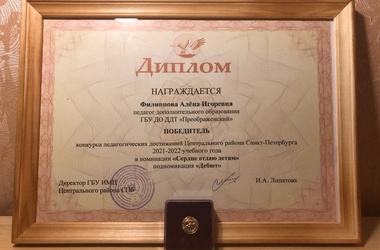 Диплом
НАГРАЖДАЕТСЯ
Филиппова Алёна Игоревна
педагог дополнительного образования
ГБУ ДО ДДТ «Преображенский»
ПОБЕДИТЕЛЬ
конкурса педагогических достижений Центрального района Санкт-Петербурга
2021-2022 учебного года
в номинации «Сердце отдаю детям»
подноминация «Дебют»
Директор ГБУ ИМЦ
Центрального района СПб
И.А. Липатова